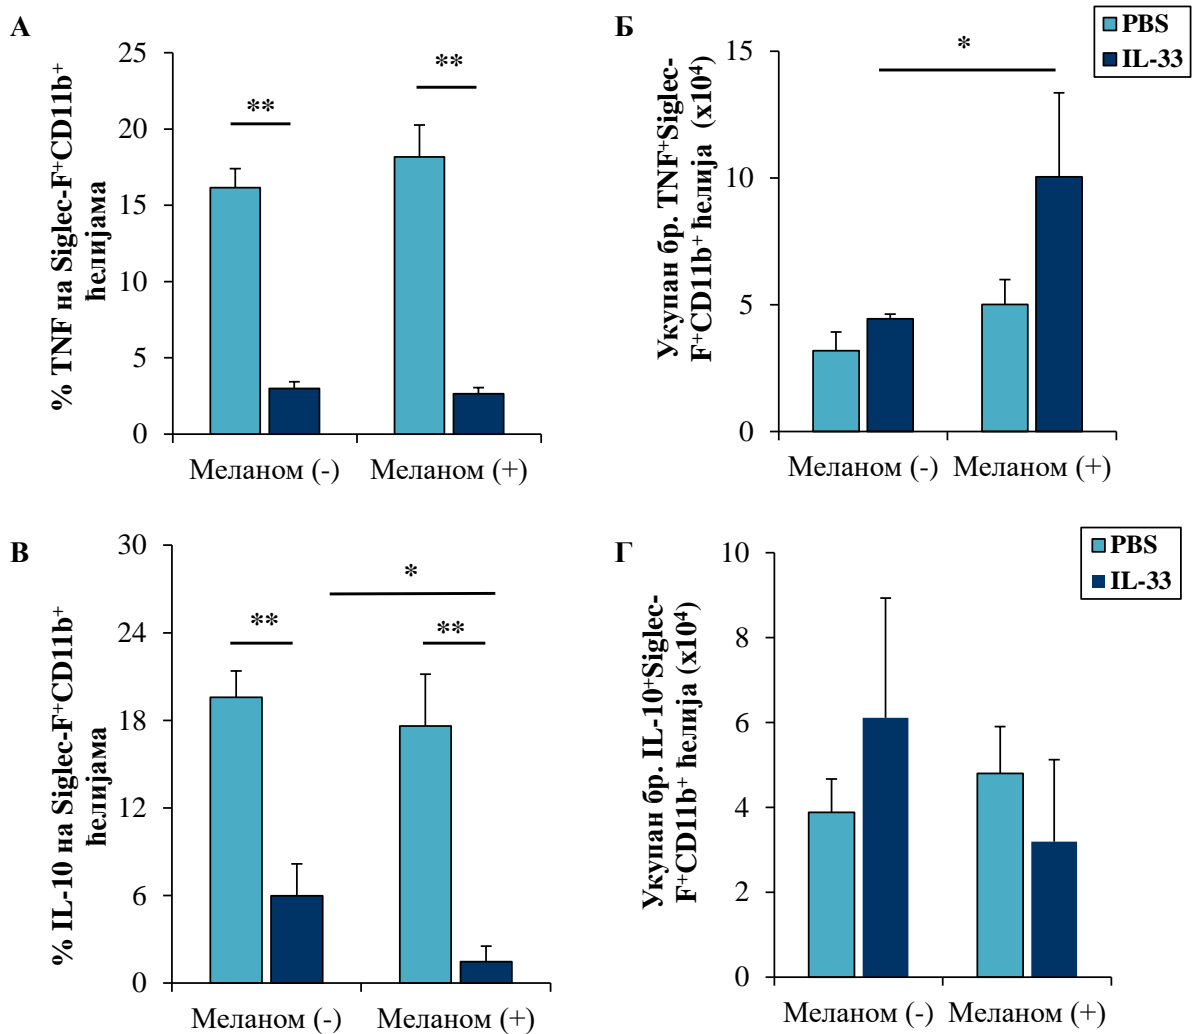 А
% TNF на Siglec-F⁺CD11b⁺
ћелијама
25
20
15
10
5
0
**
**
Меланом (-)
Меланом (+)
Б
Укупан бр. TNF⁺Siglec-
F⁺CD11b⁺ ћелија (x10⁴)
15
10
5
0
*
PBS
IL-33
Меланом (-)
Меланом (+)
В
% IL-10 на Siglec-F⁺CD11b⁺
ћелијама
30
24
18
12
6
0
**
*
**
Меланом (-)
Меланом (+)
Г
Укупан бр. IL-10⁺Siglec-
F⁺CD11b⁺ ћелија (x10⁴)
10
8
6
4
2
0
PBS
IL-33
Меланом (-)
Меланом (+)